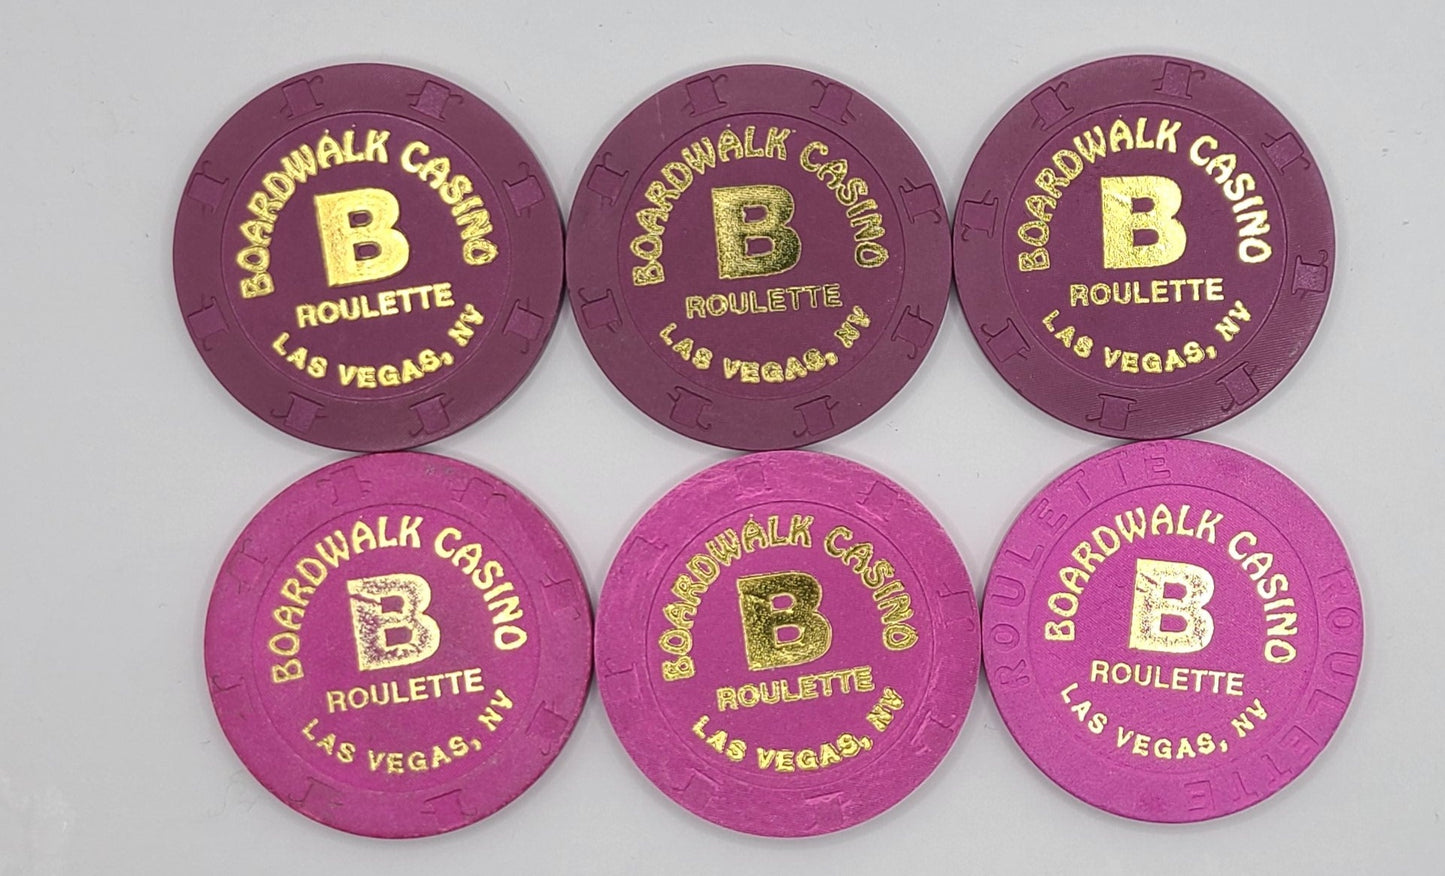 BOARDWALK CASINO
B
ROULETTE
LAS VEGAS, NV
BOARDWALK CASINO
B
ROULETTE
LAS VEGAS, NV
BOARDWALK CASINO
B
ROULETTE
LAS VEGAS, NV
BOARDWALK CASINO
B
ROULETTE
LAS VEGAS, NV
BOARDWALK CASINO
B
ROULETTE
LAS VEGAS, NV
ROULETTE
ROULETTE
BOARDWALK CASINO
B
ROULETTE
LAS VEGAS, NV